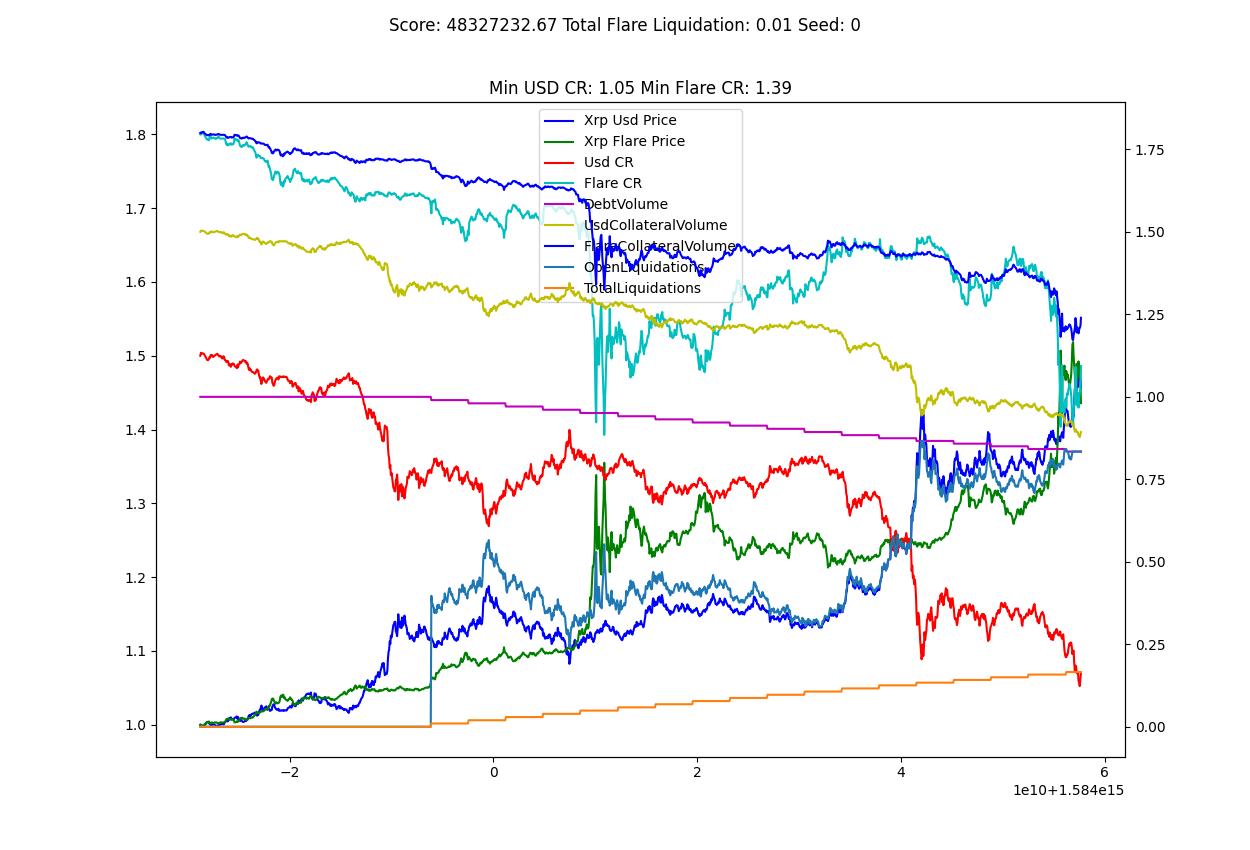 Score: 48327232.67 Total Flare Liquidation: 0.01 Seed: 0
Min USD CR: 1.05 Min Flare CR: 1.39
Xrp Usd Price
Xrp Flare Price
Usd CR
Flare CR
DebtVolume
UsdCollateralVolume
FlareCollateralVolume
OpenLiquidations
TotalLiquidations
1.8
1.7
1.6
1.5
1.4
1.3
1.2
1.1
1.0
1.75
1.50
1.25
1.00
0.75
0.50
0.25
0.00
−2
0
2
4
6
1e10+1.584e15